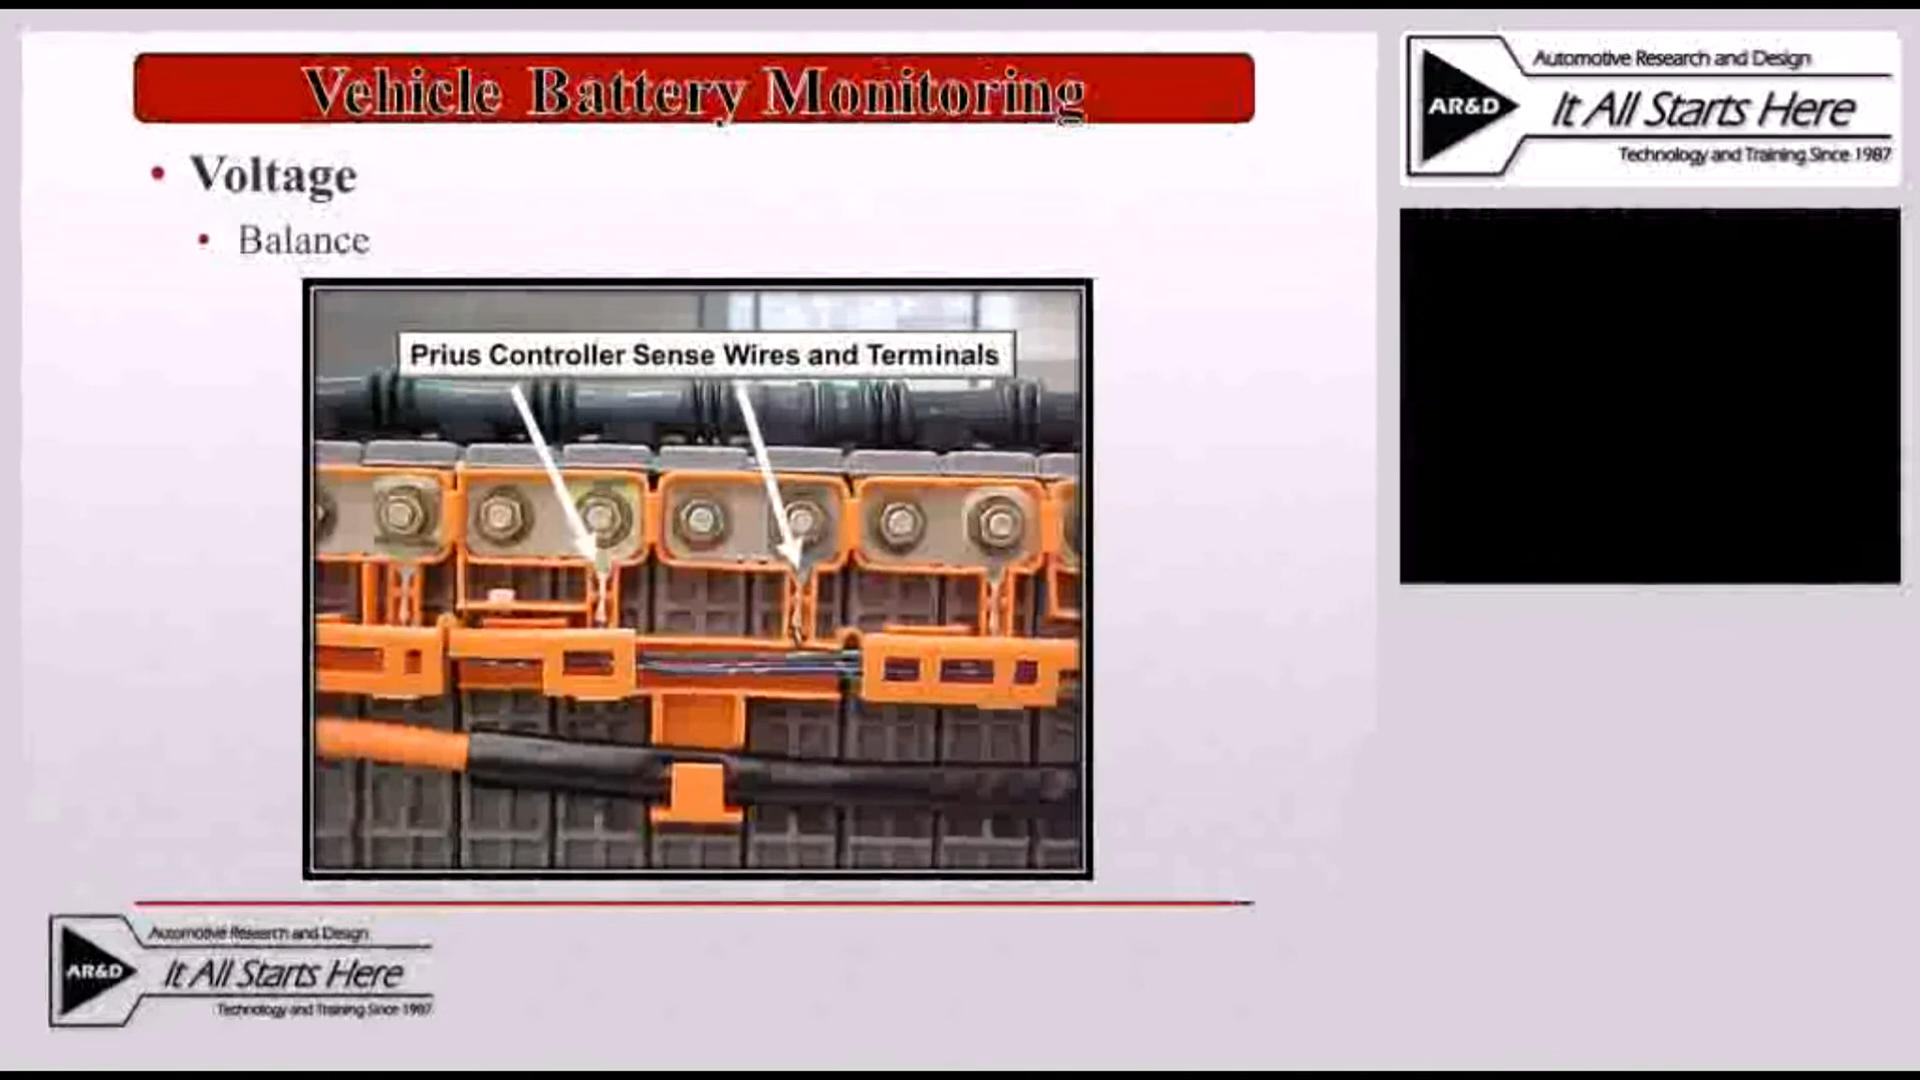 Vehicle Battery Monitoring
• Voltage
• Balance
Prius Controller Sense Wires and Terminals
Automotive Research and Design
AR&D
It All Starts Here
Technology and Training Since 1987
Automotive Research and Design
AR&D
It All Starts Here
Technology and Training Since 1987